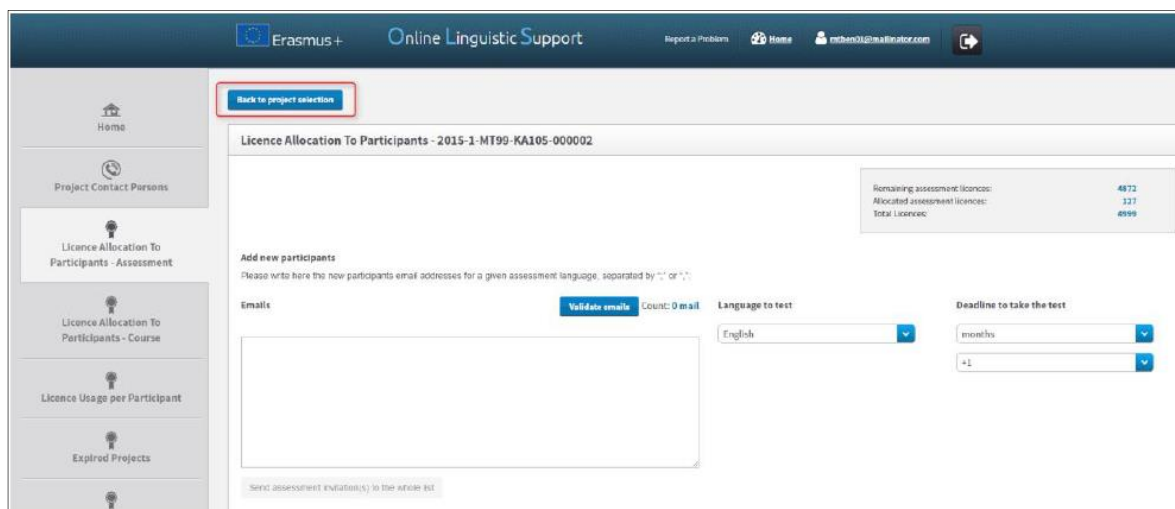 Erasmus+
Online Linguistic Support
Report a Problem
Home
mthen01@mailinator.com
Back to project selection
Home
Project Contact Persons
Licence Allocation To
Participants - Assessment
Licence Allocation To
Participants - Course
Licence Usage per Participant
Expired Projects
Licence Allocation To Participants - 2015-1-MT99-KA105-000002
Remaining assessment licences: 4872
Allocated assessment licences: 127
Total Licences: 4999
Add new participants
Please write here the new participants email addresses for a given assessment language, separated by ";" or ",":
Emails
Validate emails
Count: 0 mail
Language to test
English
Deadline to take the test
months
+1
Send assessment invitation(s) to the whole list